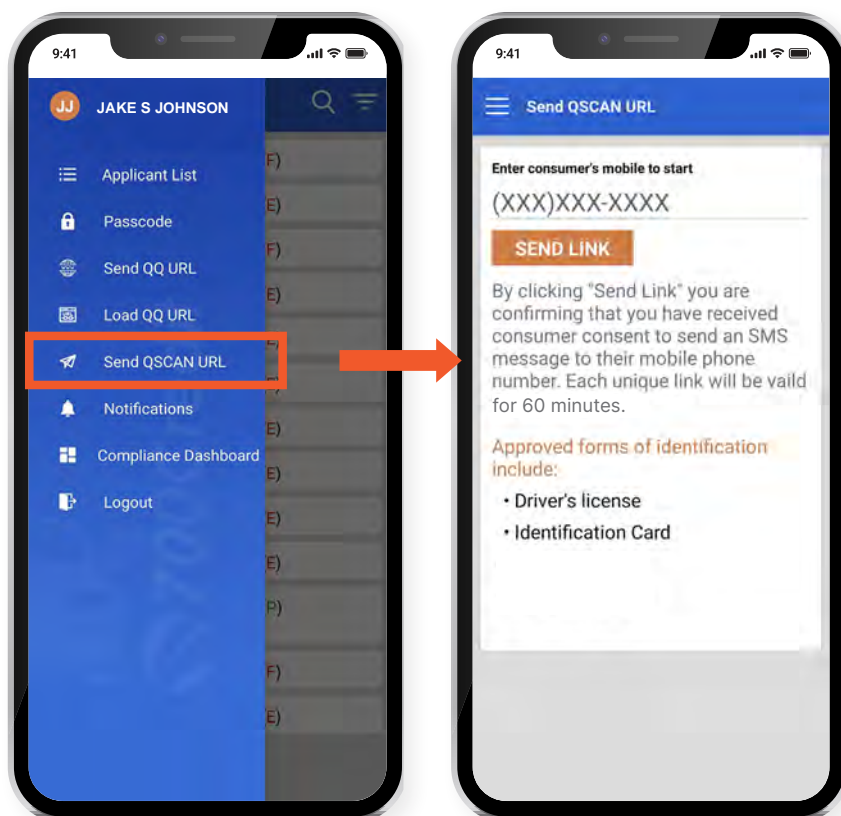 9:41
JJ JAKE S JOHNSON
Applicant List
Passcode
Send QQ URL
Load QQ URL
Send QSCAN URL
Notifications
Compliance Dashboard
Logout
F)
E)
F)
E)
E)
E)
E)
E)
P)
F)
E)
9:41
Send QSCAN URL
Enter consumer's mobile to start
(XXX)XXX-XXXX
SEND LINK
By clicking "Send Link" you are
confirming that you have received
consumer consent to send an SMS
message to their mobile phone
number. Each unique link will be vaild
for 60 minutes.
Approved forms of identification
include:
• Driver's license
• Identification Card